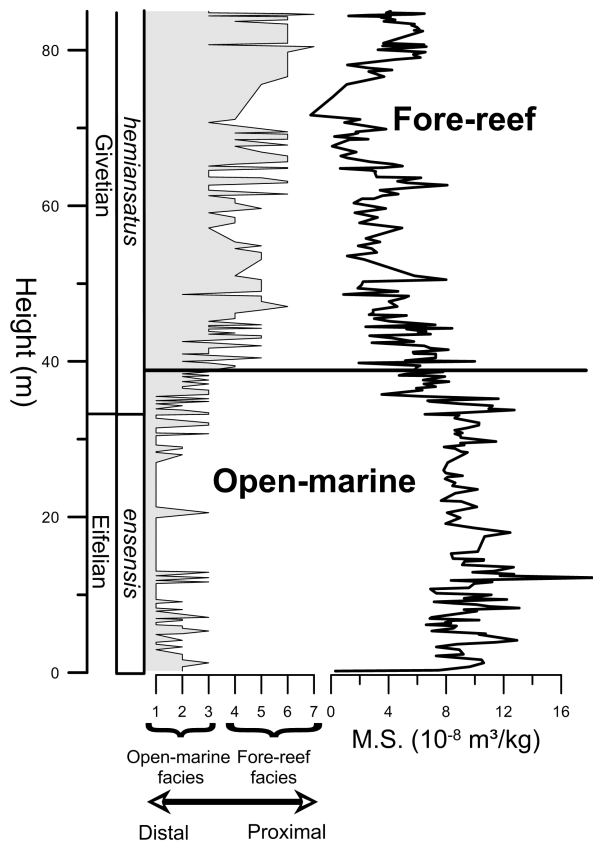 80
60
40
20
0
Height (m)
Givetian
Eifelian
hemiansatus
ensensis
Fore-reef
Open-marine
1 2 3 4 5 6 7
0 4 8 12 16
M.S. (10⁻⁸ m³/kg)
Open-marine Fore-reef
facies facies
Distal Proximal